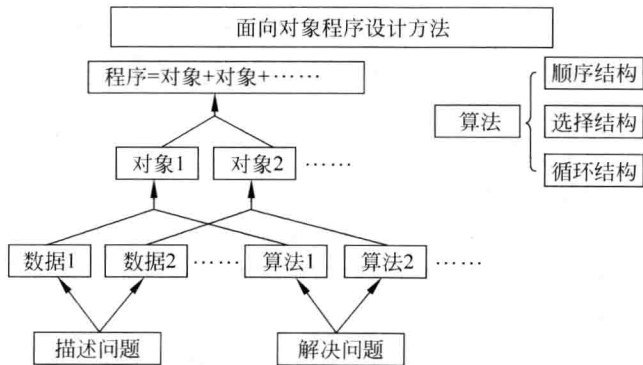 面向对象程序设计方法
程序=对象+对象+……
顺序结构
算法
选择结构
对象1
对象2
……
循环结构
数据1
数据2
……
算法1
算法2
……
描述问题
解决问题